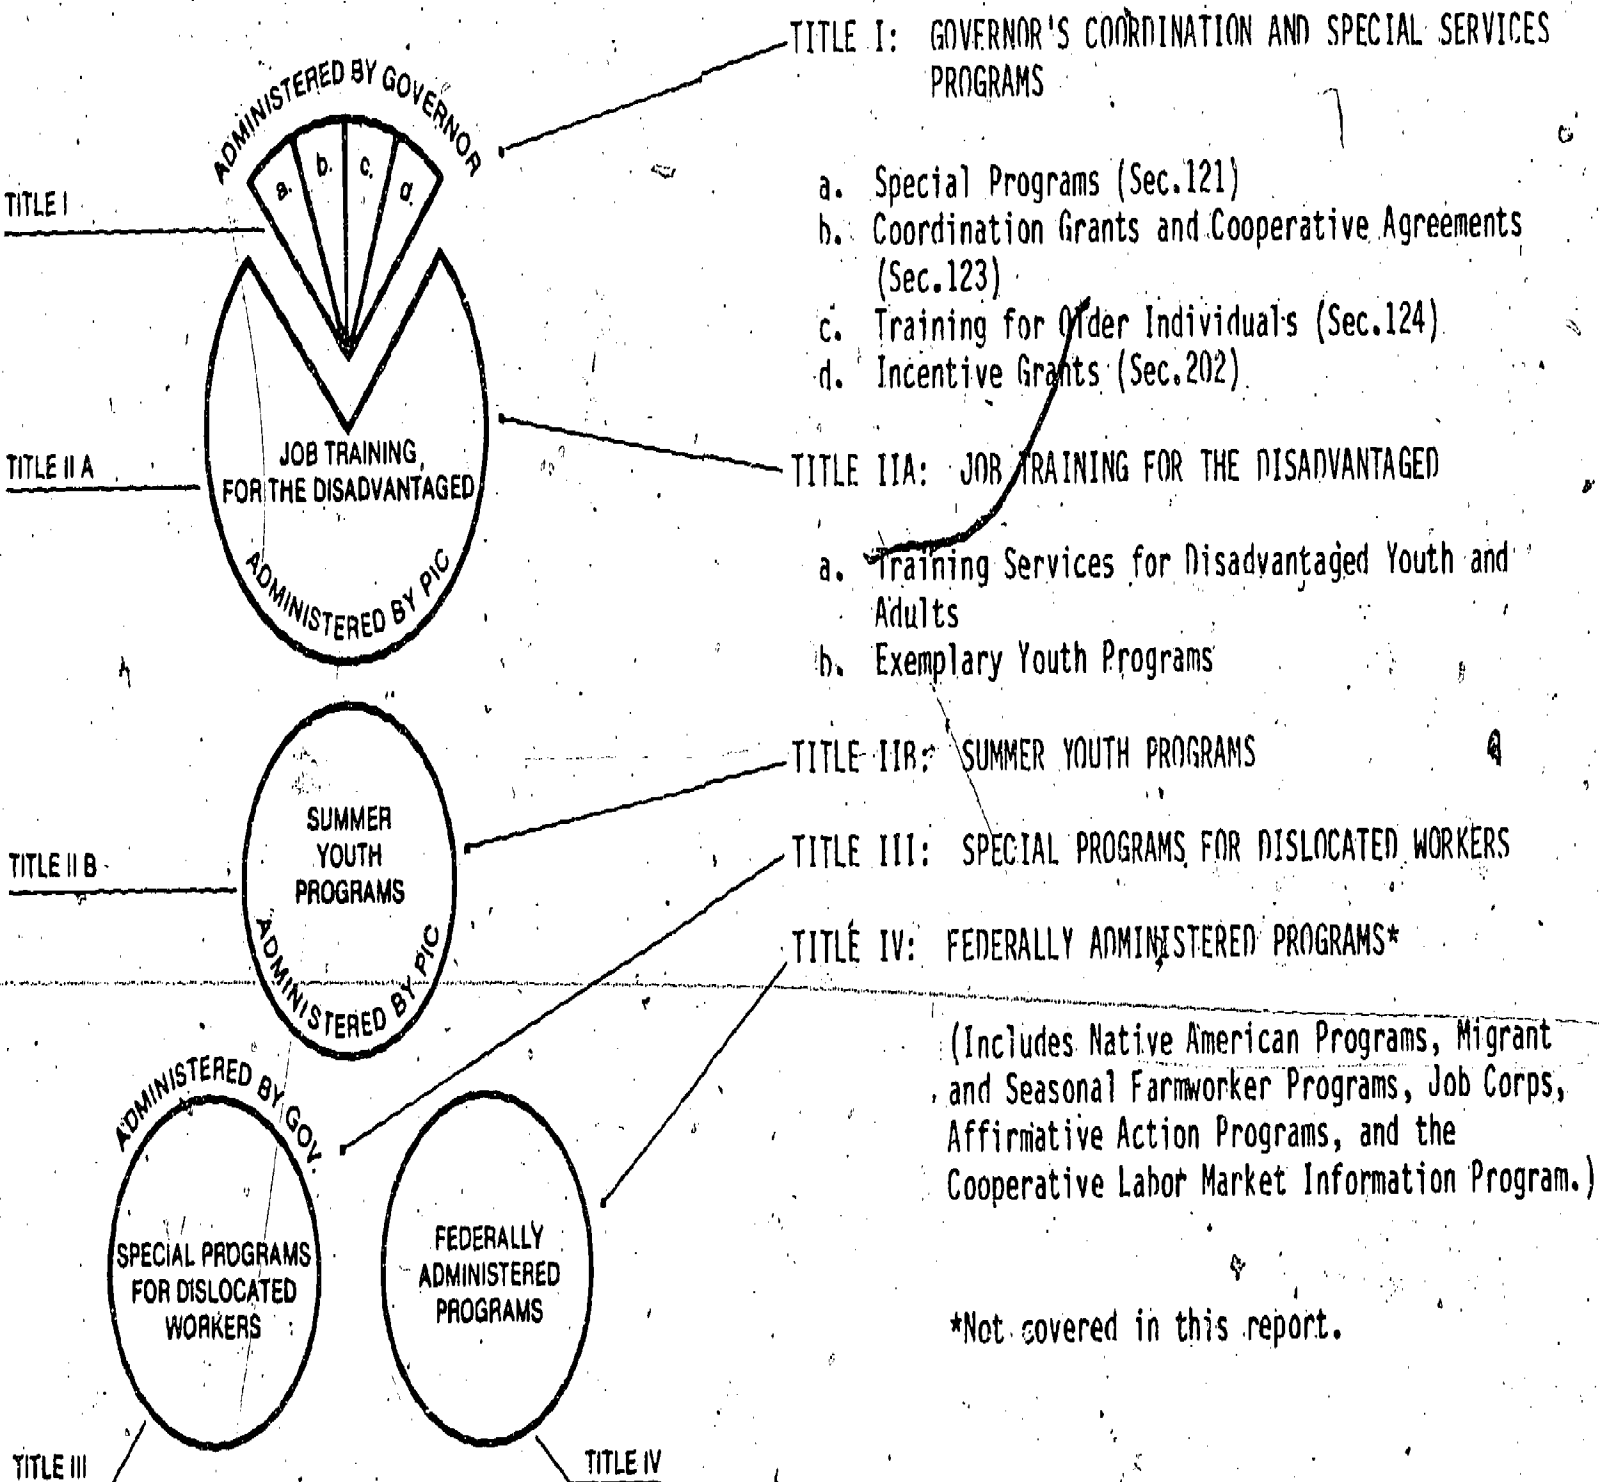 TITLE I: GOVERNOR'S COORDINATION AND SPECIAL SERVICES
PROGRAMS
a. Special Programs (Sec.121)
b. Coordination Grants and Cooperative Agreements
(Sec.123)
c. Training for Older Individuals (Sec.124)
d. Incentive Grants (Sec.202)
TITLE IIA: JOB TRAINING FOR THE DISADVANTAGED
a. Training Services for Disadvantaged Youth and
Adults
b. Exemplary Youth Programs
TITLE IIB: SUMMER YOUTH PROGRAMS
TITLE III: SPECIAL PROGRAMS FOR DISLOCATED WORKERS
TITLE IV: FEDERALLY ADMINISTERED PROGRAMS*
(Includes Native American Programs, Migrant
and Seasonal Farmworker Programs, Job Corps,
Affirmative Action Programs, and the
Cooperative Labor Market Information Program.)
*Not covered in this report.
ADMINISTERED BY GOVERNOR
a.
b.
c.
d.
TITLE I
TITLE II A
JOB TRAINING
FOR THE DISADVANTAGED
ADMINISTERED BY PIC
TITLE II B
SUMMER
YOUTH
PROGRAMS
ADMINISTERED BY PIC
ADMINISTERED BY GOV.
SPECIAL PROGRAMS
FOR DISLOCATED
WORKERS
TITLE III
FEDERALLY
ADMINISTERED
PROGRAMS
TITLE IV